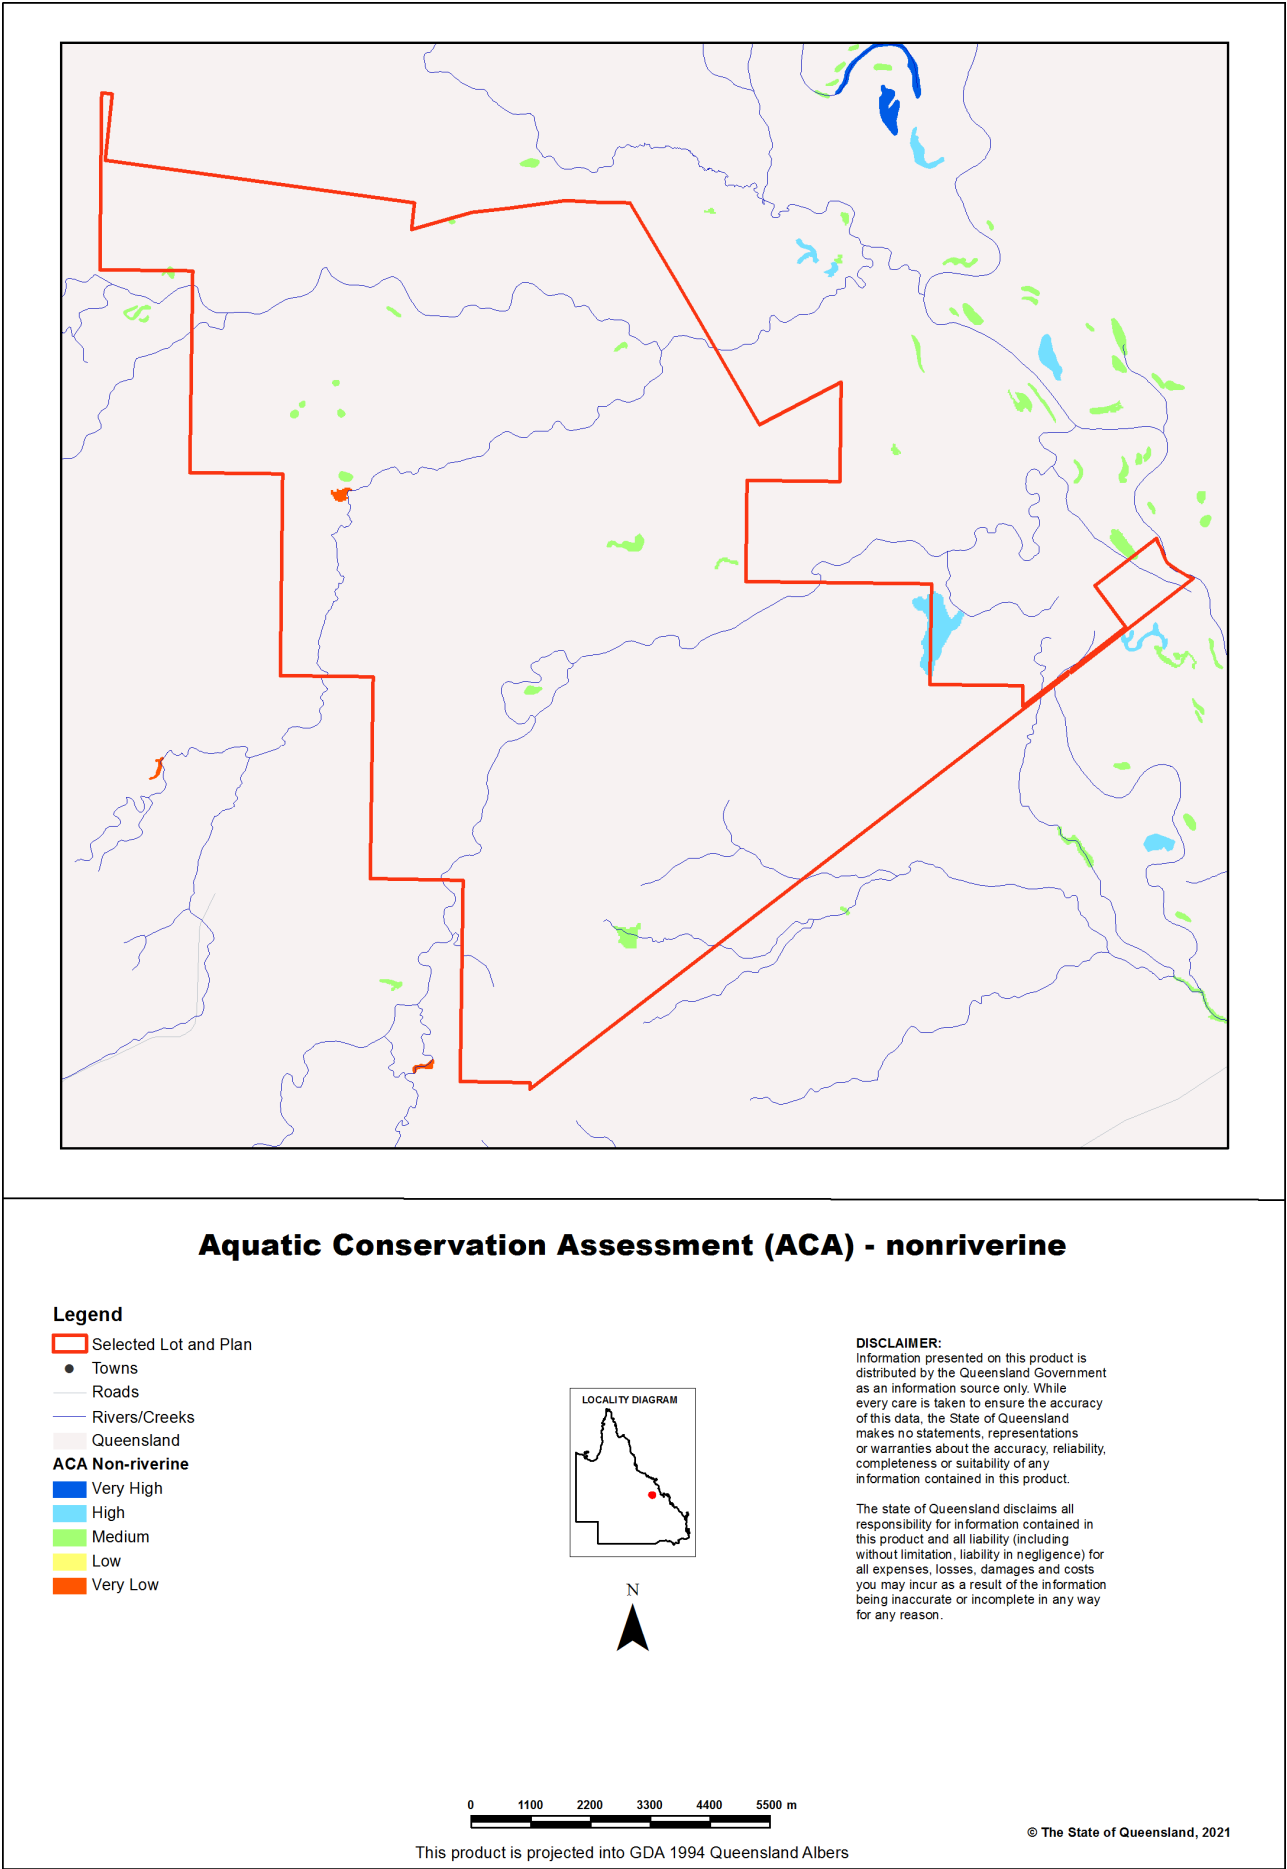 Aquatic Conservation Assessment (ACA) - nonriverine
Legend
Selected Lot and Plan
Towns
Roads
Rivers/Creeks
Queensland
ACA Non-riverine
Very High
High
Medium
Low
Very Low
LOCALITY DIAGRAM
N
DISCLAIMER:
Information presented on this product is
distributed by the Queensland Government
as an information source only. While
every care is taken to ensure the accuracy
of this data, the State of Queensland
makes no statements, representations
or warranties about the accuracy, reliability,
completeness or suitability of any
information contained in this product.
The state of Queensland disclaims all
responsibility for information contained in
this product and all liability (including
without limitation, liability in negligence) for
all expenses, losses, damages and costs
you may incur as a result of the information
being inaccurate or incomplete in any way
for any reason.
0 1100 2200 3300 4400 5500 m
This product is projected into GDA 1994 Queensland Albers
© The State of Queensland, 2021